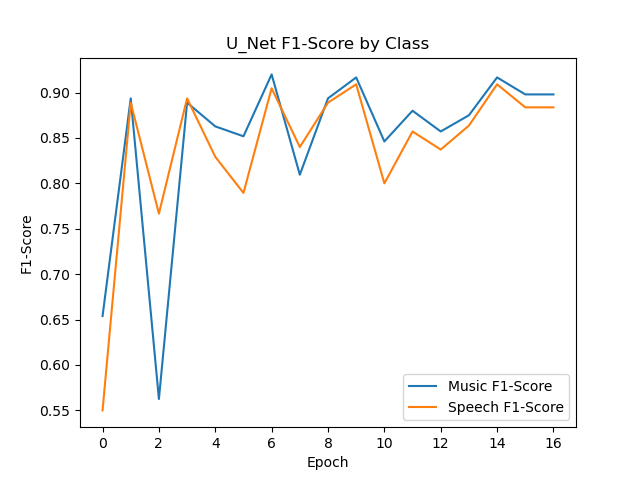 U_Net F1-Score by Class
F1-Score
0.90
0.85
0.80
0.75
0.70
0.65
0.60
0.55
Music F1-Score
Speech F1-Score
0 2 4 6 8 10 12 14 16
Epoch